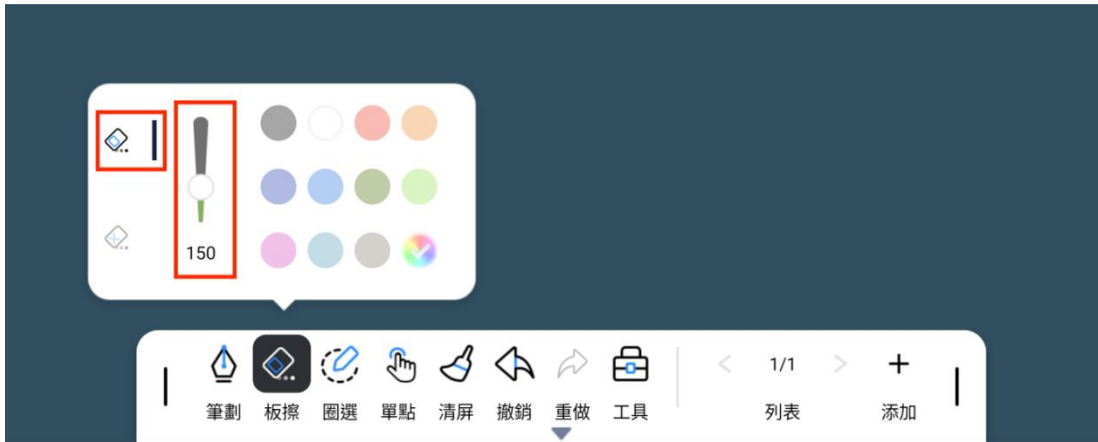 150
筆劃 板擦 圈選 單點 清屏 撤銷 重做 工具 < 1/1 > 列表 + 添加